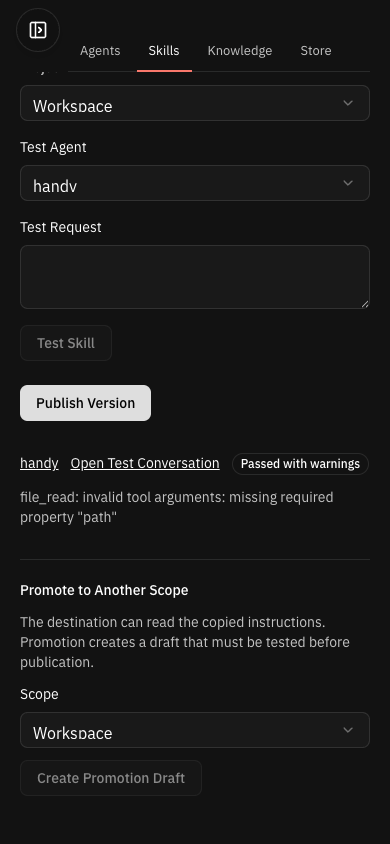 Agents Skills Knowledge Store
Workspace
Test Agent
handy
Test Request
Test Skill
Publish Version
handy Open Test Conversation Passed with warnings
file_read: invalid tool arguments: missing required
property "path"
Promote to Another Scope
The destination can read the copied instructions.
Promotion creates a draft that must be tested before
publication.
Scope
Workspace
Create Promotion Draft